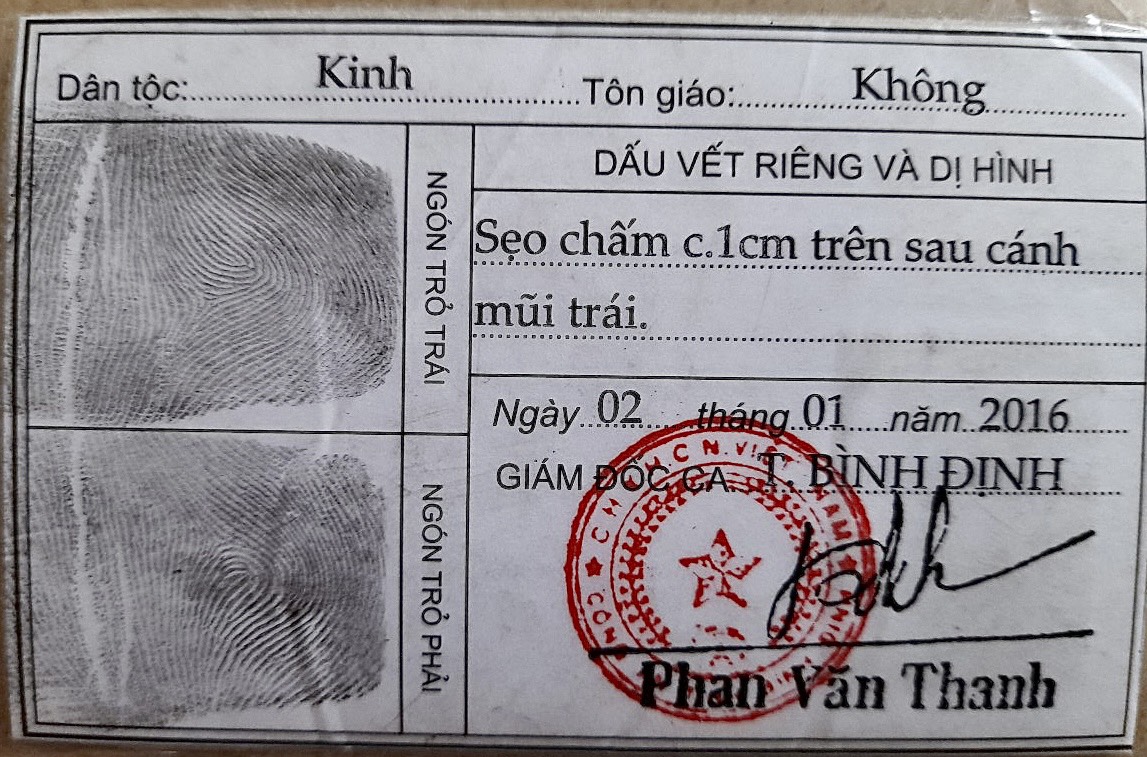 Dân tộc: Kinh Tôn giáo: Không
NGÓN TRỎ TRÁI
DẤU VẾT RIÊNG VÀ DỊ HÌNH
Sẹo chấm c.1cm trên sau cánh
mũi trái.
Ngày 02 tháng 01 năm 2016
GIÁM ĐỐC CA. T. BÌNH ĐỊNH
NGÓN TRỎ PHẢI
C.H.X.H.C.N. VIỆT NAM
Phan Văn Thanh